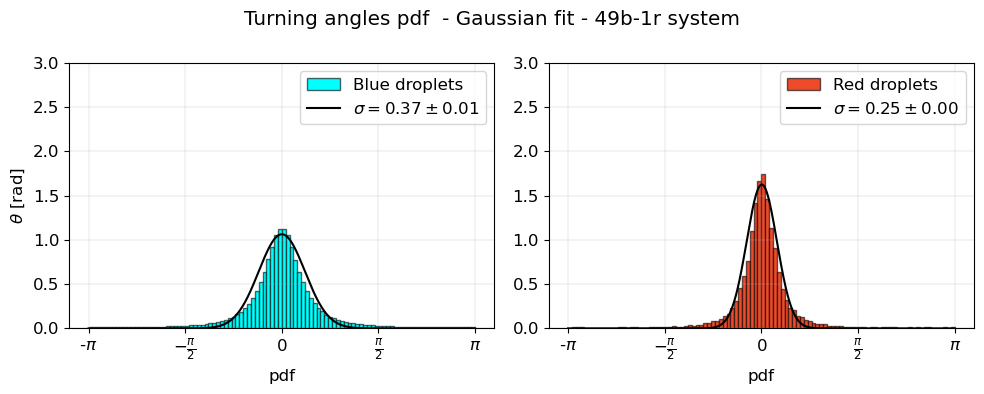 Turning angles pdf  - Gaussian fit - 49b-1r system
3.0
2.5
2.0
1.5
1.0
0.5
0.0
θ [rad]
-π
−π/2
0
π/2
π
pdf
Blue droplets
σ = 0.37 ± 0.01
3.0
2.5
2.0
1.5
1.0
0.5
0.0
-π
−π/2
0
π/2
π
pdf
Red droplets
σ = 0.25 ± 0.00